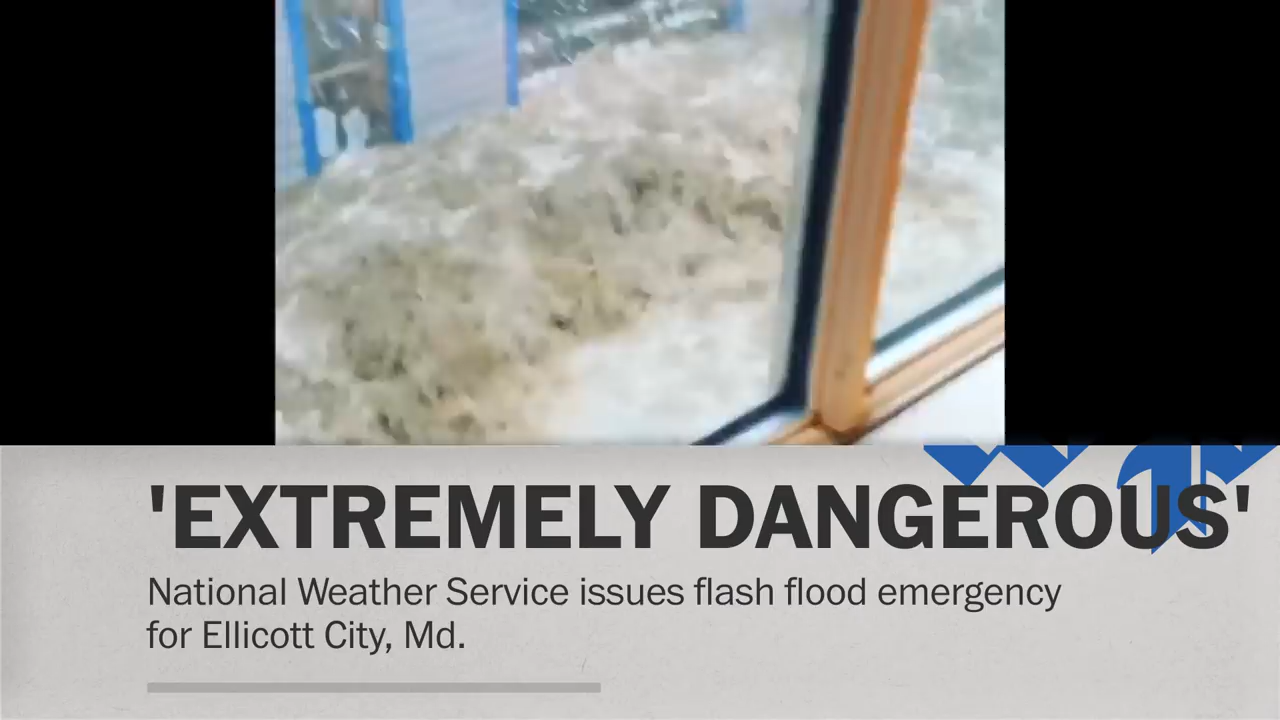 'EXTREMELY DANGEROUS'
National Weather Service issues flash flood emergency
for Ellicott City, Md.